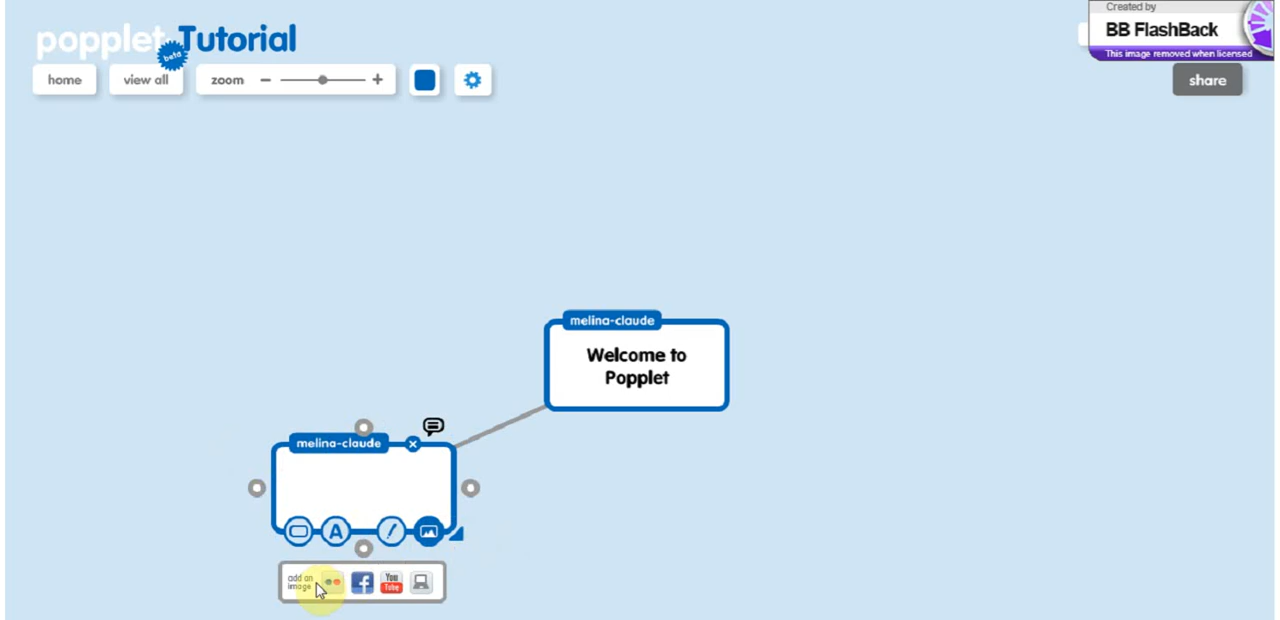 Created by
popplet Tutorial
BB FlashBack
beta
This image removed when licensed
home
view all
zoom
share
melina-claude
Welcome to
Popplet
melina-claude
A
add an
image
You
Tube